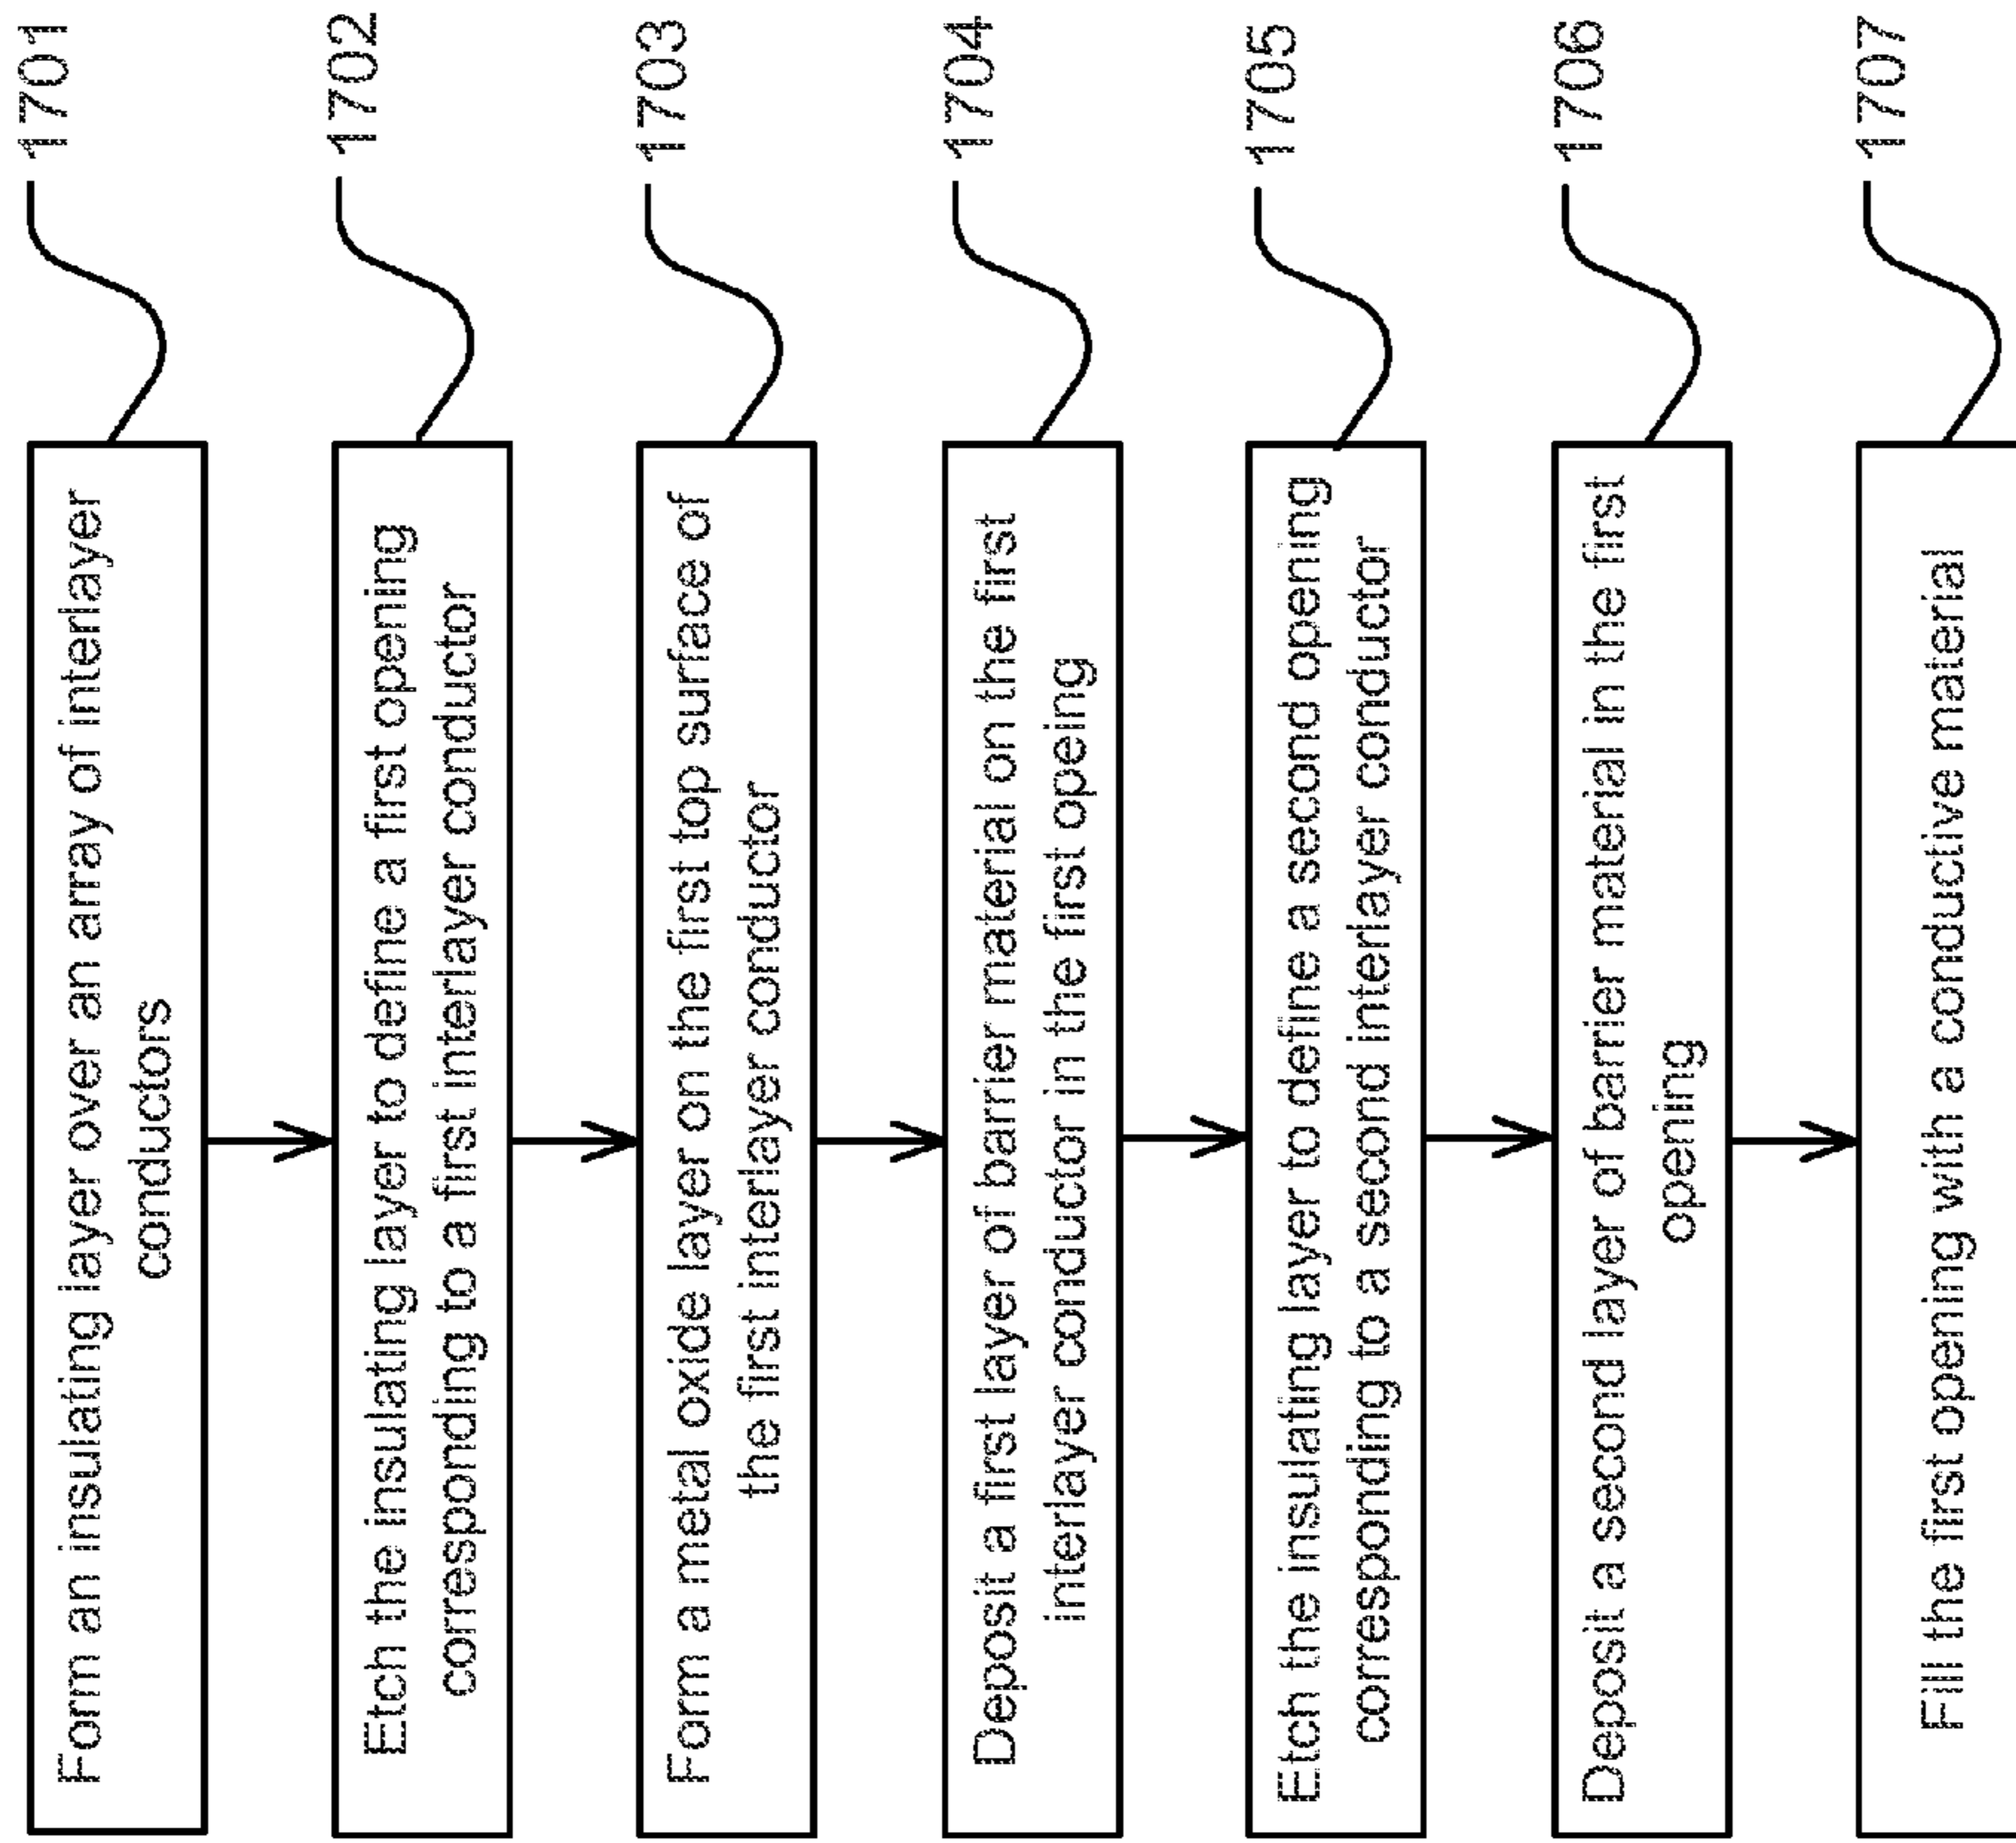 Form an insulating layer over an array of interlayer
conductors
1701
Etch the insulating layer to define a first opening
corresponding to a first interlayer conductor
1702
Form a metal oxide layer on the first top surface of
the first interlayer conductor
1703
Deposit a first layer of barrier material on the first
interlayer conductor in the first opeing
1704
Etch the insulating layer to define a second opening
corresponding to a second interlayer conductor
1705
Deposit a second layer of barrier material in the first
opening
1706
Fill the first opening with a conductive material
1707